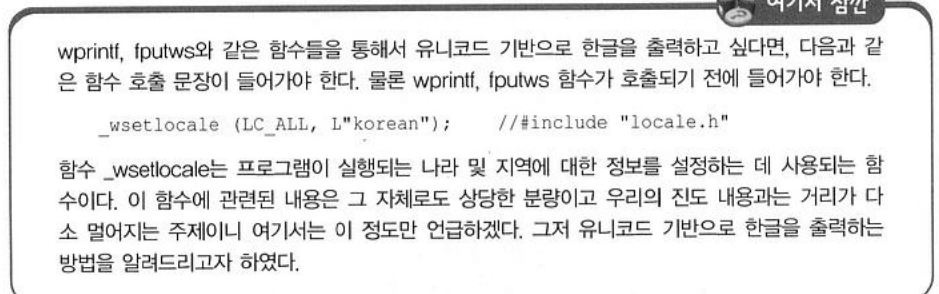 여기서 잠깐
wprintf, fputws와 같은 함수들을 통해서 유니코드 기반으로 한글을 출력하고 싶다면, 다음과 같
은 함수 호출 문장이 들어가야 한다. 물론 wprintf, fputws 함수가 호출되기 전에 들어가야 한다.
_wsetlocale (LC_ALL, L"korean"); //#include "locale.h"
함수 _wsetlocale는 프로그램이 실행되는 나라 및 지역에 대한 정보를 설정하는 데 사용되는 함
수이다. 이 함수에 관련된 내용은 그 자체로도 상당한 분량이고 우리의 진도 내용과는 거리가 다
소 멀어지는 주제이니 여기서는 이 정도만 언급하겠다. 그저 유니코드 기반으로 한글을 출력하는
방법을 알려드리고자 하였다.